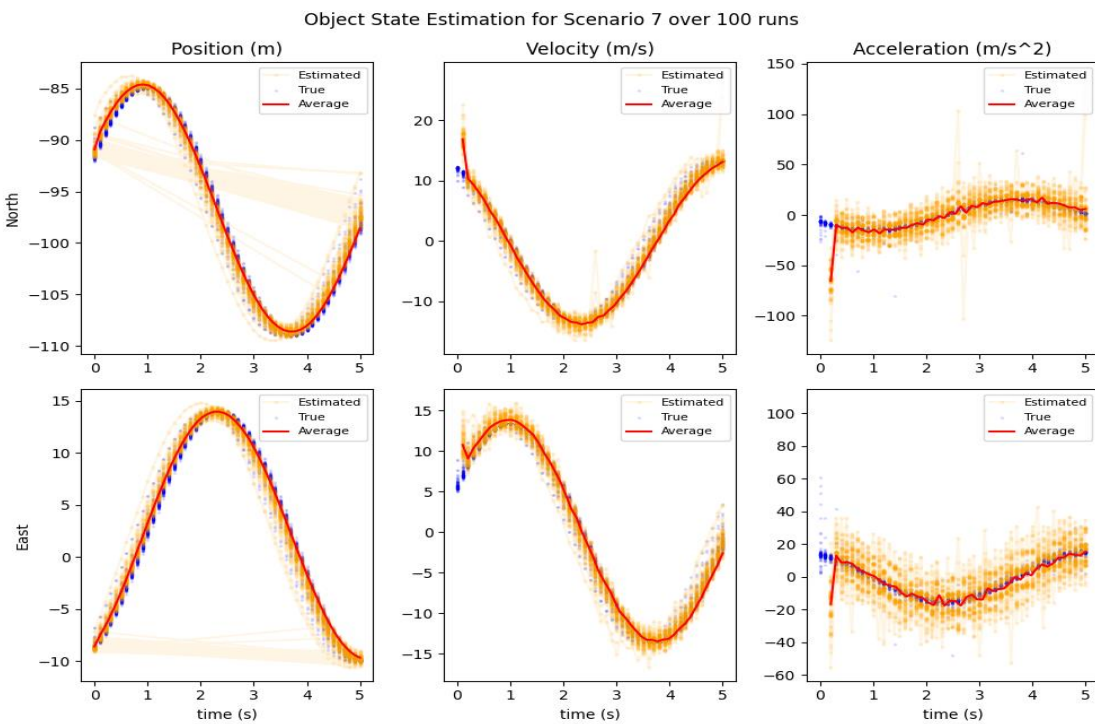 Object State Estimation for Scenario 7 over 100 runs
Position (m)
Velocity (m/s)
Acceleration (m/s^2)
North
−85
−90
−95
−100
−105
−110
0 1 2 3 4 5
Estimated
True
Average
20
10
0
−10
0 1 2 3 4 5
Estimated
True
Average
150
100
50
0
−50
−100
0 1 2 3 4 5
Estimated
True
Average
East
15
10
5
0
−5
−10
0 1 2 3 4 5
time (s)
Estimated
True
Average
15
10
5
0
−5
−10
−15
0 1 2 3 4 5
time (s)
Estimated
True
Average
100
80
60
40
20
0
−20
−40
−60
0 1 2 3 4 5
time (s)
Estimated
True
Average